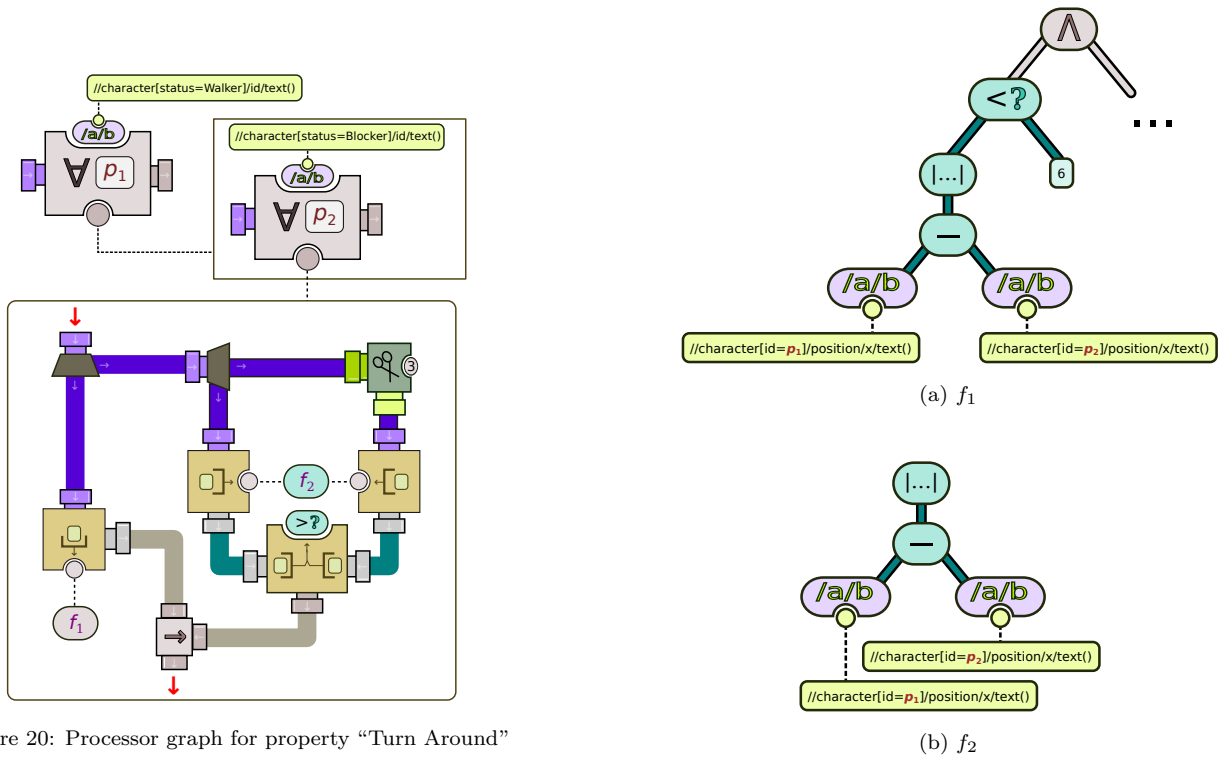 //character[status=Walker]/id/text()
/a/b
∀ p₁
//character[status=Blocker]/id/text()
/a/b
∀ p₂
3
f₂
>?
f₁
→
re 20: Processor graph for property “Turn Around”
∧
<?
...
|...|
6
—
/a/b /a/b
//character[id=p₁]/position/x/text() //character[id=p₂]/position/x/text()
(a) f₁
|...|
—
/a/b /a/b
//character[id=p₂]/position/x/text()
//character[id=p₁]/position/x/text()
(b) f₂